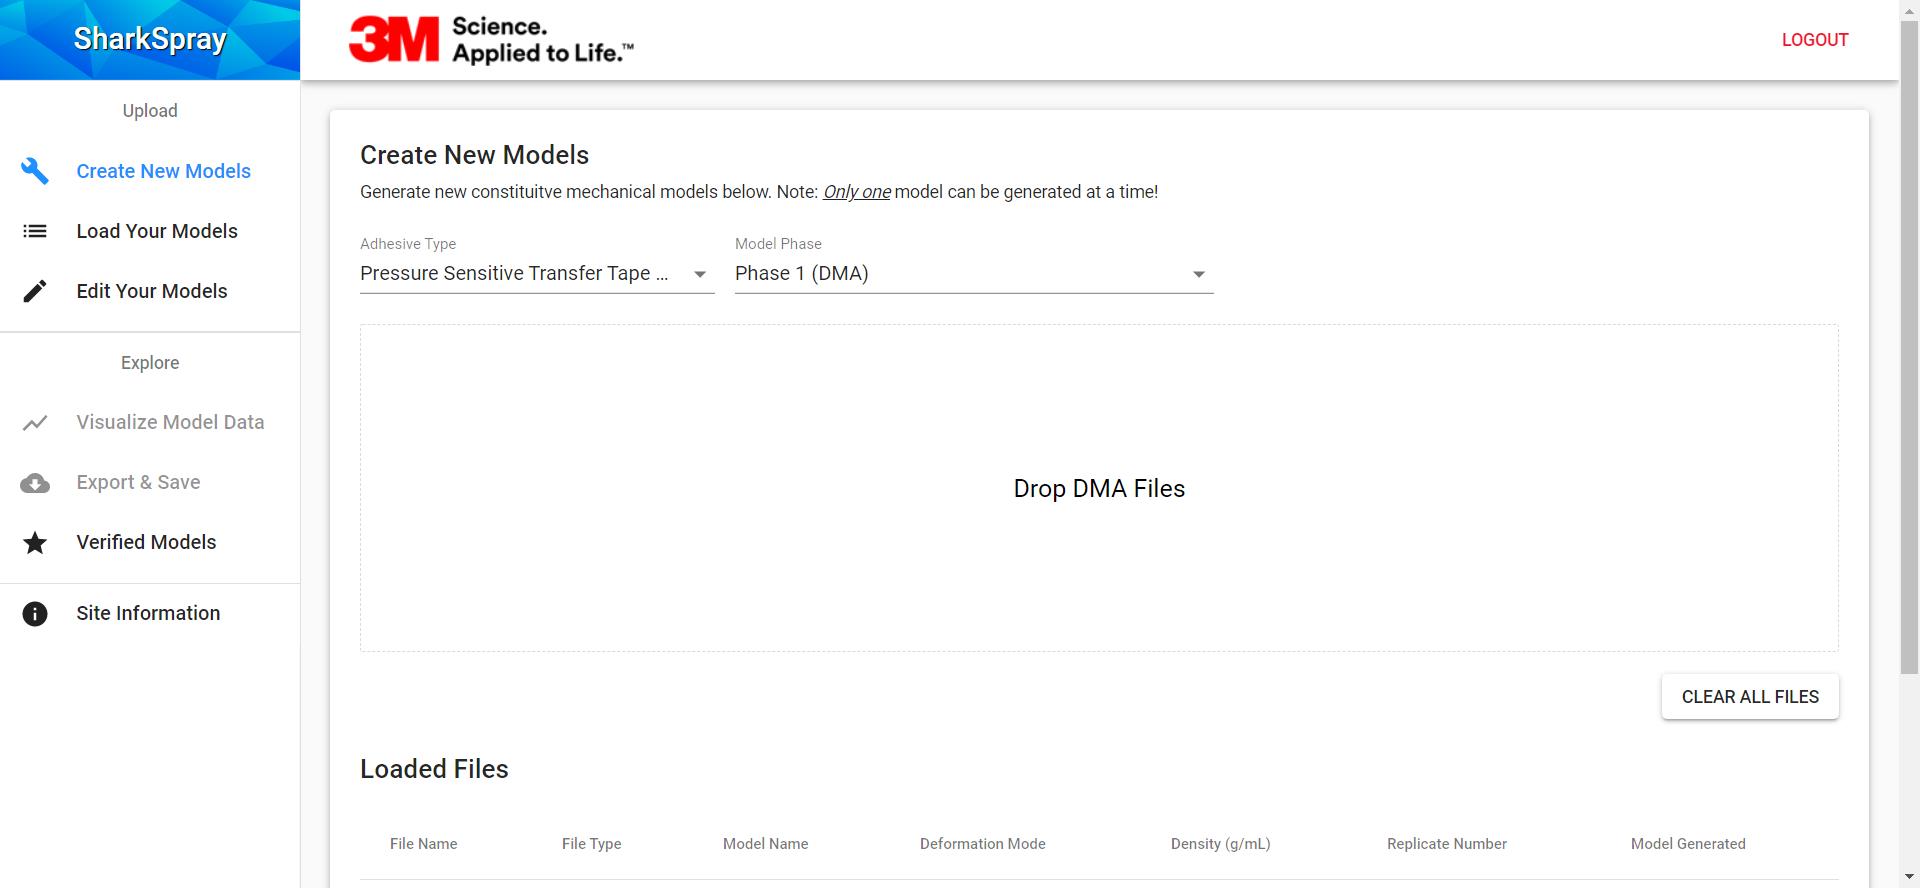 SharkSpray
3M Science.
Applied to Life.™
LOGOUT
Upload
Create New Models
Load Your Models
Edit Your Models
Explore
Visualize Model Data
Export & Save
Verified Models
Site Information
Create New Models
Generate new constituitve mechanical models below. Note: Only one model can be generated at a time!
Adhesive Type
Model Phase
Pressure Sensitive Transfer Tape ...
Phase 1 (DMA)
Drop DMA Files
CLEAR ALL FILES
Loaded Files
File Name
File Type
Model Name
Deformation Mode
Density (g/mL)
Replicate Number
Model Generated